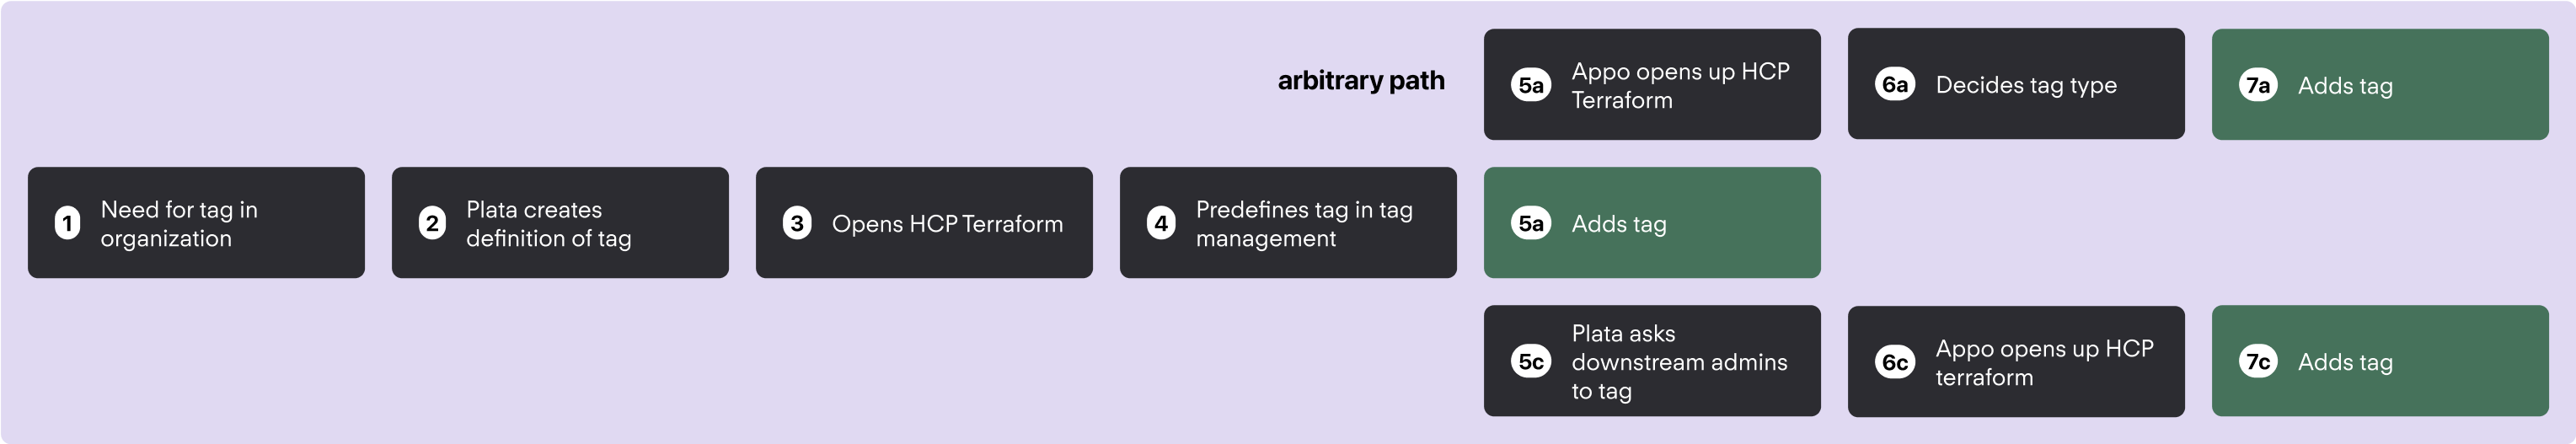 arbitrary path
5a
Appo opens up HCP
Terraform
6a
Decides tag type
7a
Adds tag
1
Need for tag in
organization
2
Plata creates
definition of tag
3
Opens HCP Terraform
4
Predefines tag in tag
management
5a
Adds tag
5c
Plata asks
downstream admins
to tag
6c
Appo opens up HCP
terraform
7c
Adds tag